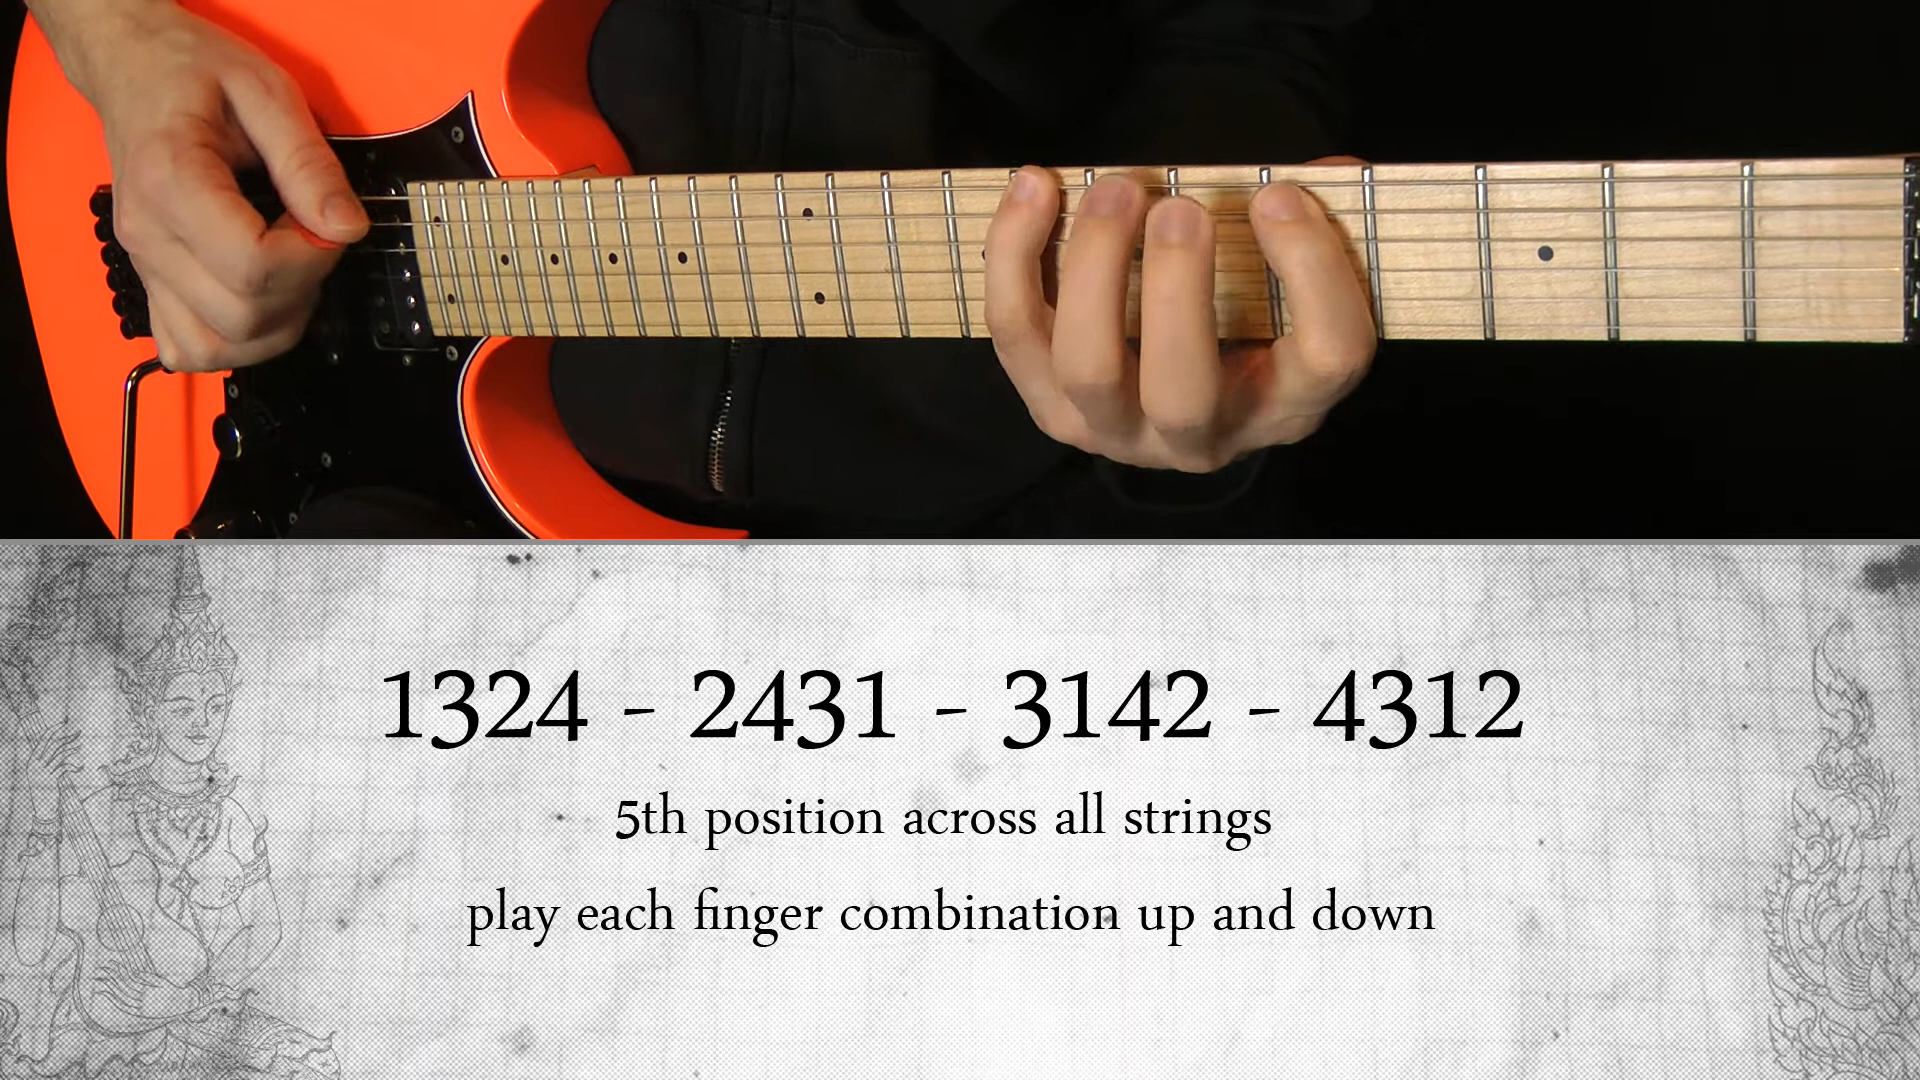 1324 - 2431 - 3142 - 4312
5th position across all strings
play each finger combination up and down